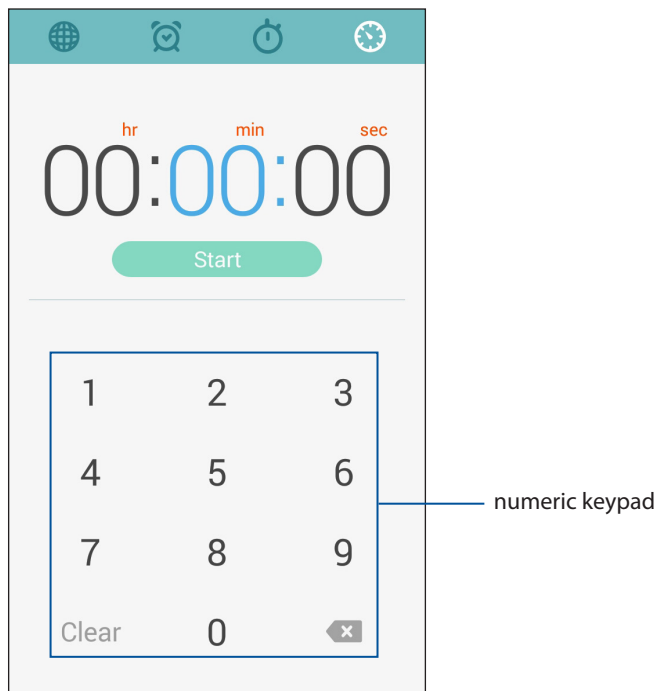 hr min sec
00:00:00
Start
1 2 3
4 5 6
numeric keypad
7 8 9
Clear 0